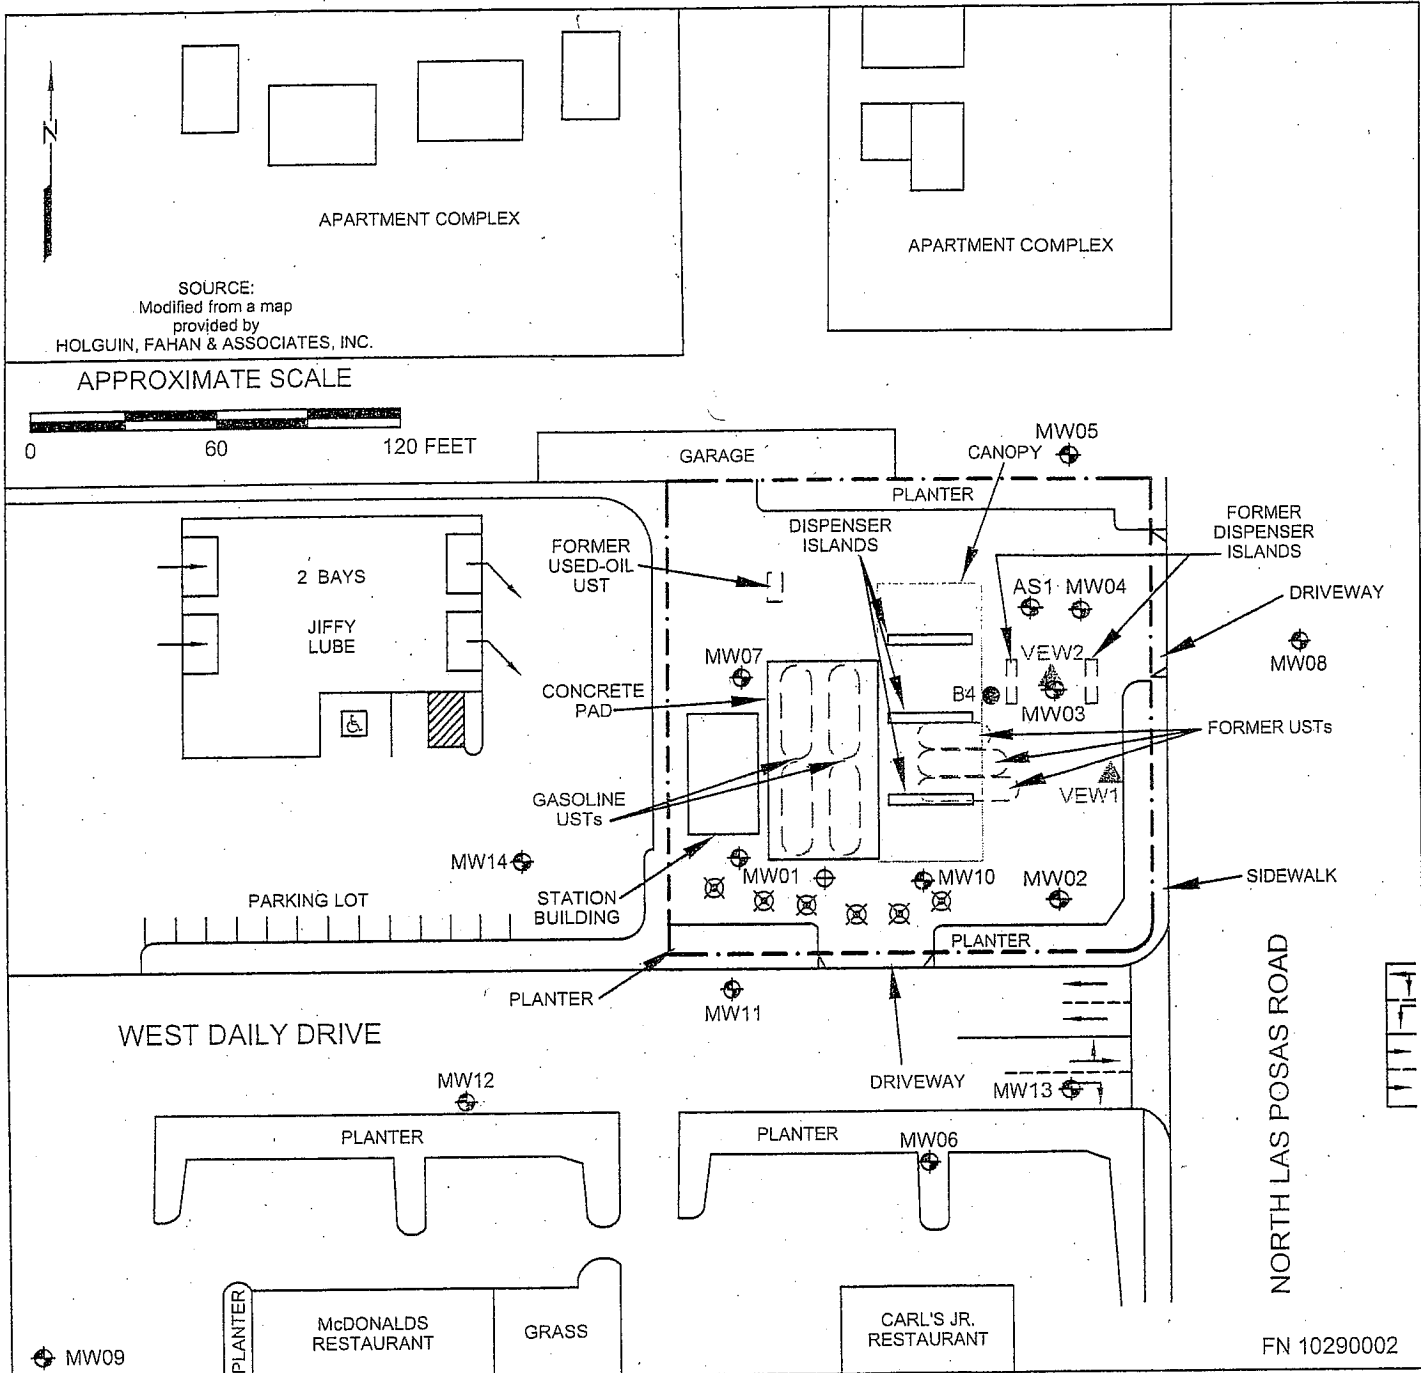 N
APARTMENT COMPLEX
APARTMENT COMPLEX
SOURCE:
Modified from a map
provided by
HOLGUIN, FAHAN & ASSOCIATES, INC.
APPROXIMATE SCALE
0
60
120 FEET
GARAGE
CANOPY
MW05
PLANTER
DISPENSER
ISLANDS
FORMER
DISPENSER
ISLANDS
FORMER
USED-OIL
UST
2 BAYS
JIFFY
LUBE
AS1
MW04
DRIVEWAY
MW08
MW07
VEW2
CONCRETE
PAD
B4
MW03
FORMER USTs
VEW1
GASOLINE
USTs
MW14
MW01
MW10
MW02
SIDEWALK
PARKING LOT
STATION
BUILDING
PLANTER
PLANTER
MW11
WEST DAILY DRIVE
DRIVEWAY
MW12
MW13
PLANTER
PLANTER
MW06
NORTH LAS POSAS ROAD
PLANTER
McDONALDS
RESTAURANT
GRASS
CARL'S JR.
RESTAURANT
MW09
FN 10290002